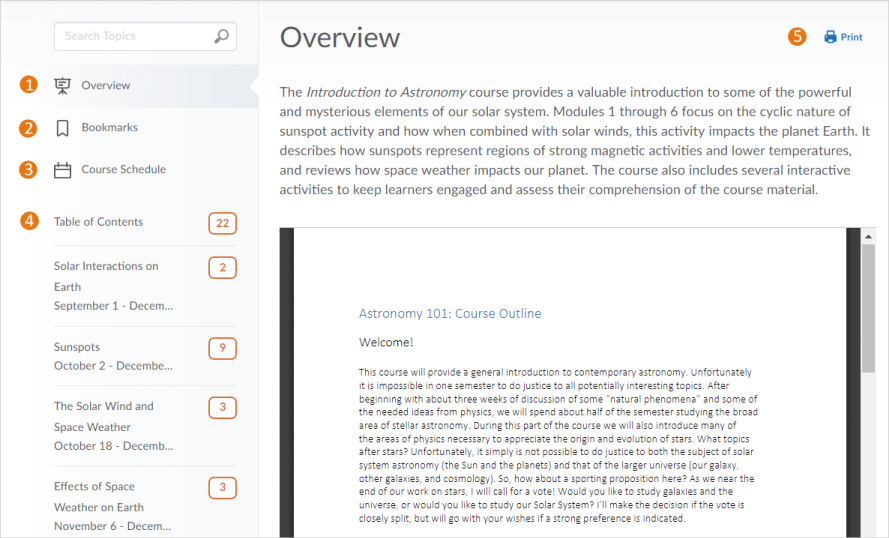 Search Topics
1 Overview
2 Bookmarks
3 Course Schedule
4 Table of Contents 22
Solar Interactions on 2
Earth
September 1 - Decem...
Sunspots 9
October 2 - Decembe...
The Solar Wind and 3
Space Weather
October 18 - Decemb...
Effects of Space 3
Weather on Earth
November 6 - Decem...
Overview
5 Print
The Introduction to Astronomy course provides a valuable introduction to some of the powerful
and mysterious elements of our solar system. Modules 1 through 6 focus on the cyclic nature of
sunspot activity and how when combined with solar winds, this activity impacts the planet Earth. It
describes how sunspots represent regions of strong magnetic activities and lower temperatures,
and reviews how space weather impacts our planet. The course also includes several interactive
activities to keep learners engaged and assess their comprehension of the course material.
Astronomy 101: Course Outline
Welcome!
This course will provide a general introduction to contemporary astronomy. Unfortunately
it is impossible in one semester to do justice to all potentially interesting topics. After
beginning with about three weeks of discussion of some "natural phenomena" and some of
the needed ideas from physics, we will spend about half of the semester studying the broad
area of stellar astronomy. During this part of the course we will also introduce many of
the areas of physics necessary to appreciate the origin and evolution of stars. What topics
after stars? Unfortunately, it simply is not possible to do justice to both the subject of solar
system astronomy (the Sun and the planets) and that of the larger universe (our galaxy,
other galaxies, and cosmology). So, how about a sporting proposition here? As we near the
end of our work on stars, I will call for a vote! Would you like to study galaxies and the
universe, or would you like to study our Solar System? I'll make the decision if the vote is
closely split, but will go with your wishes if a strong preference is indicated.